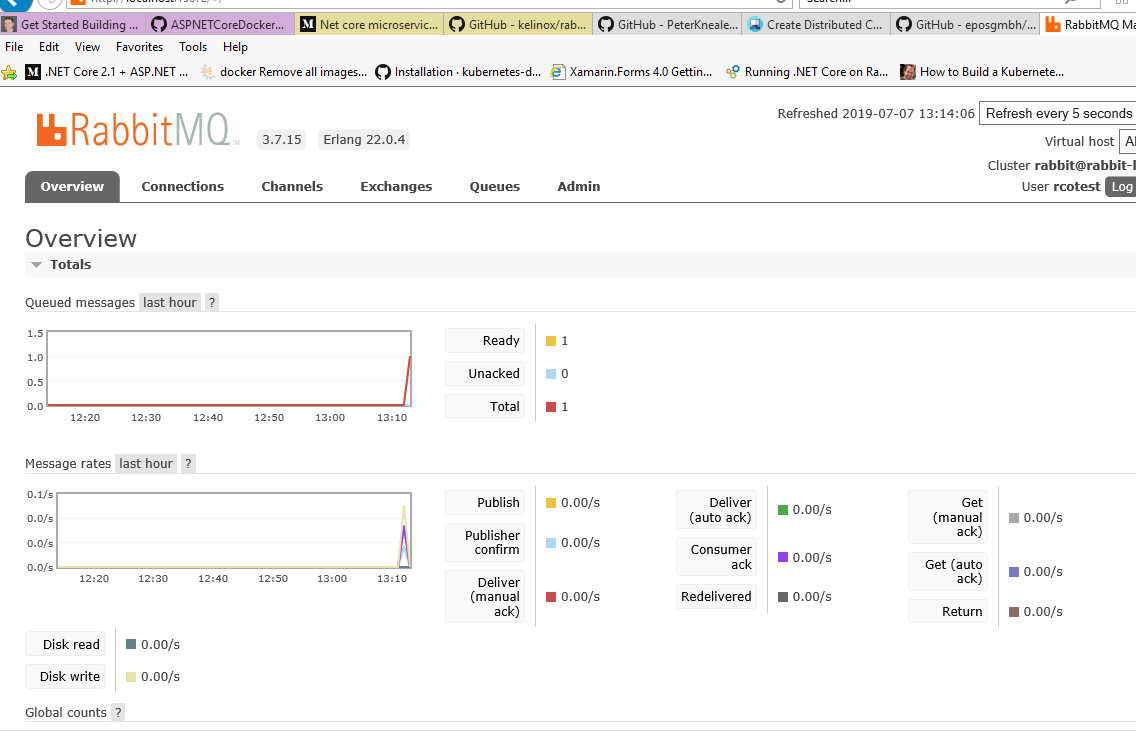 Get Started Building ... ASPNETCoreDocker... Net core microservic... GitHub - kelinox/rab... GitHub - PeterKneale... Create Distributed C... GitHub - eposgmbh/... RabbitMQ Ma
File Edit View Favorites Tools Help
M .NET Core 2.1 + ASP.NET ... docker Remove all images... Installation · kubernetes-d... Xamarin.Forms 4.0 Gettin... Running .NET Core on Ra... How to Build a Kubernete...
RabbitMQ TM 3.7.15 Erlang 22.0.4
Refreshed 2019-07-07 13:14:06 Refresh every 5 seconds
Virtual host Al
Cluster rabbit@rabbit-l
User rcotest Log
Overview Connections Channels Exchanges Queues Admin
Overview
Totals
Queued messages last hour ?
1.5
1.0
0.5
0.0
12:20 12:30 12:40 12:50 13:00 13:10
Ready 1
Unacked 0
Total 1
Message rates last hour ?
0.1/s
0.0/s
0.0/s
0.0/s
12:20 12:30 12:40 12:50 13:00 13:10
Publish 0.00/s
Publisher
confirm 0.00/s
Deliver
(manual
ack) 0.00/s
Deliver
(auto ack) 0.00/s
Consumer
ack 0.00/s
Redelivered 0.00/s
Get
(manual
ack) 0.00/s
Get (auto
ack) 0.00/s
Return 0.00/s
Disk read 0.00/s
Disk write 0.00/s
Global counts ?